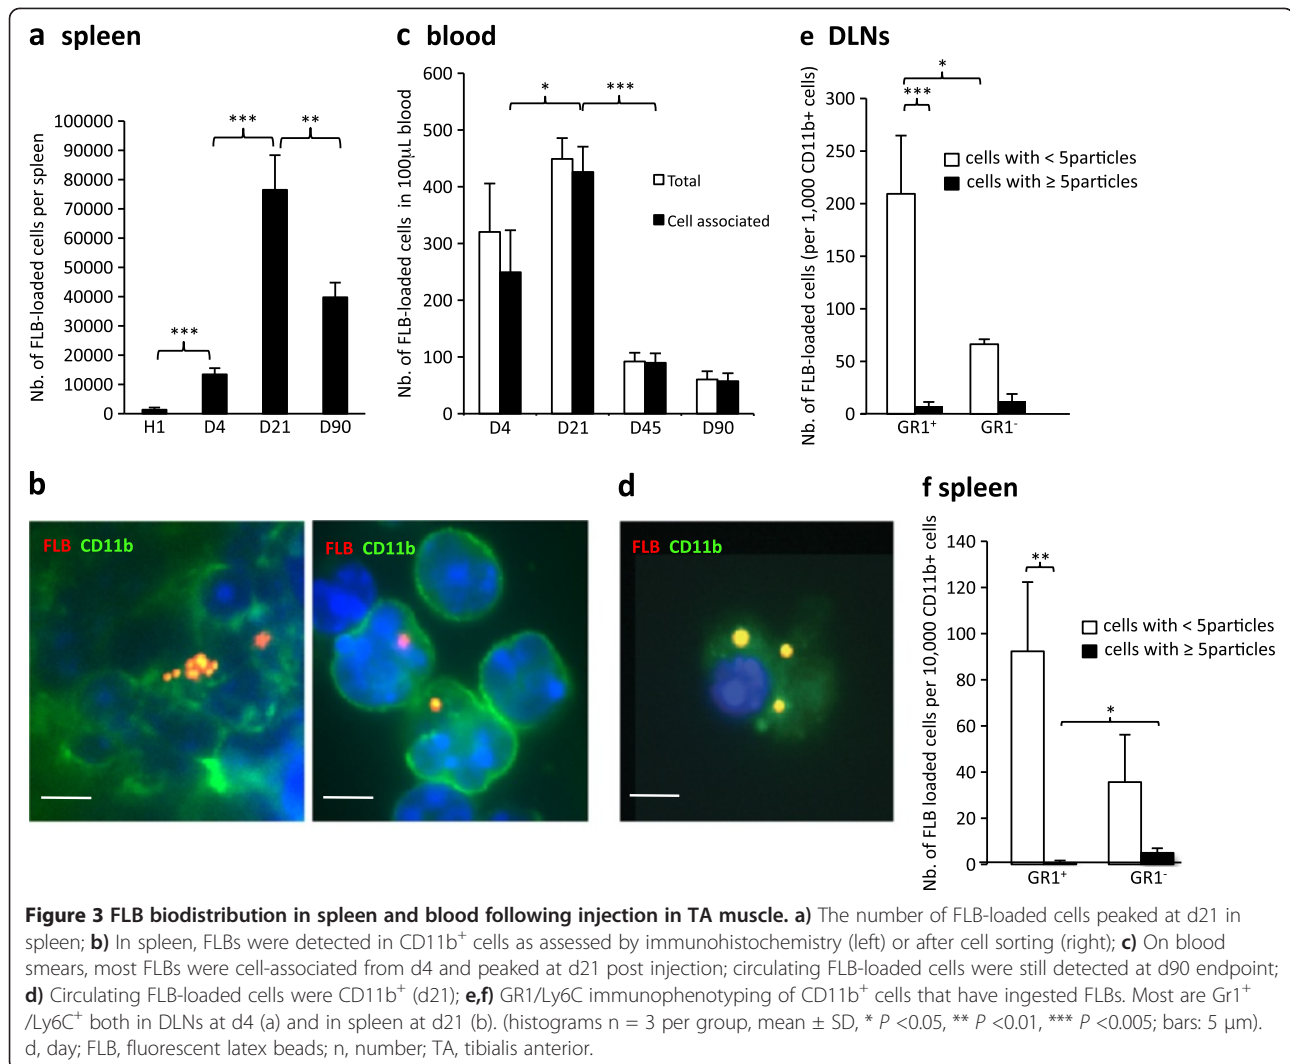 a spleen
Nb. of FLB-loaded cells per spleen
100000
90000
80000
70000
60000
50000
40000
30000
20000
10000
0
***
***
**
H1 D4 D21 D90
c blood
Nb. of FLB-loaded cells in 100µL blood
600
500
400
300
200
100
0
*
***
Total
Cell associated
D4 D21 D45 D90
e DLNs
Nb. of FLB-loaded cells (per 1,000 CD11b+ cells)
300
250
200
150
100
50
0
*
***
cells with < 5particles
cells with ≥ 5particles
GR1⁺ GR1⁻
b
FLB CD11b
FLB CD11b
d
FLB CD11b
f spleen
Nb. of FLB loaded cells per 10,000 CD11b+ cells
140
120
100
80
60
40
20
0
**
*
cells with < 5particles
cells with ≥ 5particles
GR1⁺ GR1⁻
Figure 3 FLB biodistribution in spleen and blood following injection in TA muscle. a) The number of FLB-loaded cells peaked at d21 in
spleen; b) In spleen, FLBs were detected in CD11b⁺ cells as assessed by immunohistochemistry (left) or after cell sorting (right); c) On blood
smears, most FLBs were cell-associated from d4 and peaked at d21 post injection; circulating FLB-loaded cells were still detected at d90 endpoint;
d) Circulating FLB-loaded cells were CD11b⁺ (d21); e,f) GR1/Ly6C immunophenotyping of CD11b⁺ cells that have ingested FLBs. Most are Gr1⁺
/Ly6C⁺ both in DLNs at d4 (a) and in spleen at d21 (b). (histograms n = 3 per group, mean ± SD, * P <0.05, ** P <0.01, *** P <0.005; bars: 5 µm).
d, day; FLB, fluorescent latex beads; n, number; TA, tibialis anterior.